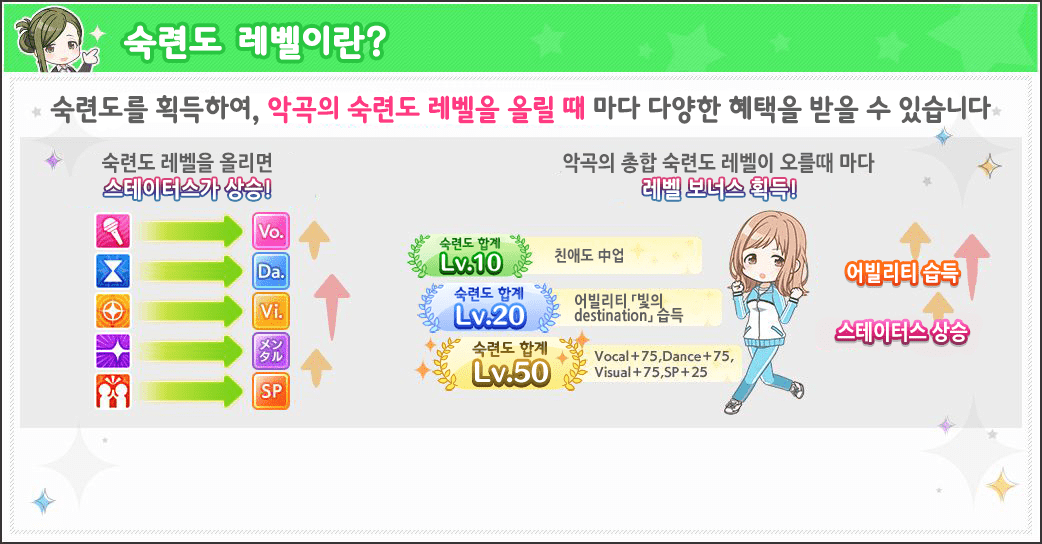 숙련도 레벨이란?
숙련도를 획득하여, 악곡의 숙련도 레벨을 올릴 때 마다 다양한 혜택을 받을 수 있습니다
숙련도 레벨을 올리면
스테이터스가 상승!
Vo.
Da.
Vi.
メン
タル
SP
악곡의 총합 숙련도 레벨이 오를때 마다
레벨 보너스 획득!
숙련도 합계
Lv.10
친애도 中업
숙련도 합계
Lv.20
어빌리티「빛의
destination」 습득
숙련도 합계
Lv.50
Vocal+75,Dance+75,
Visual+75,SP+25
어빌리티 습득
스테이터스 상승